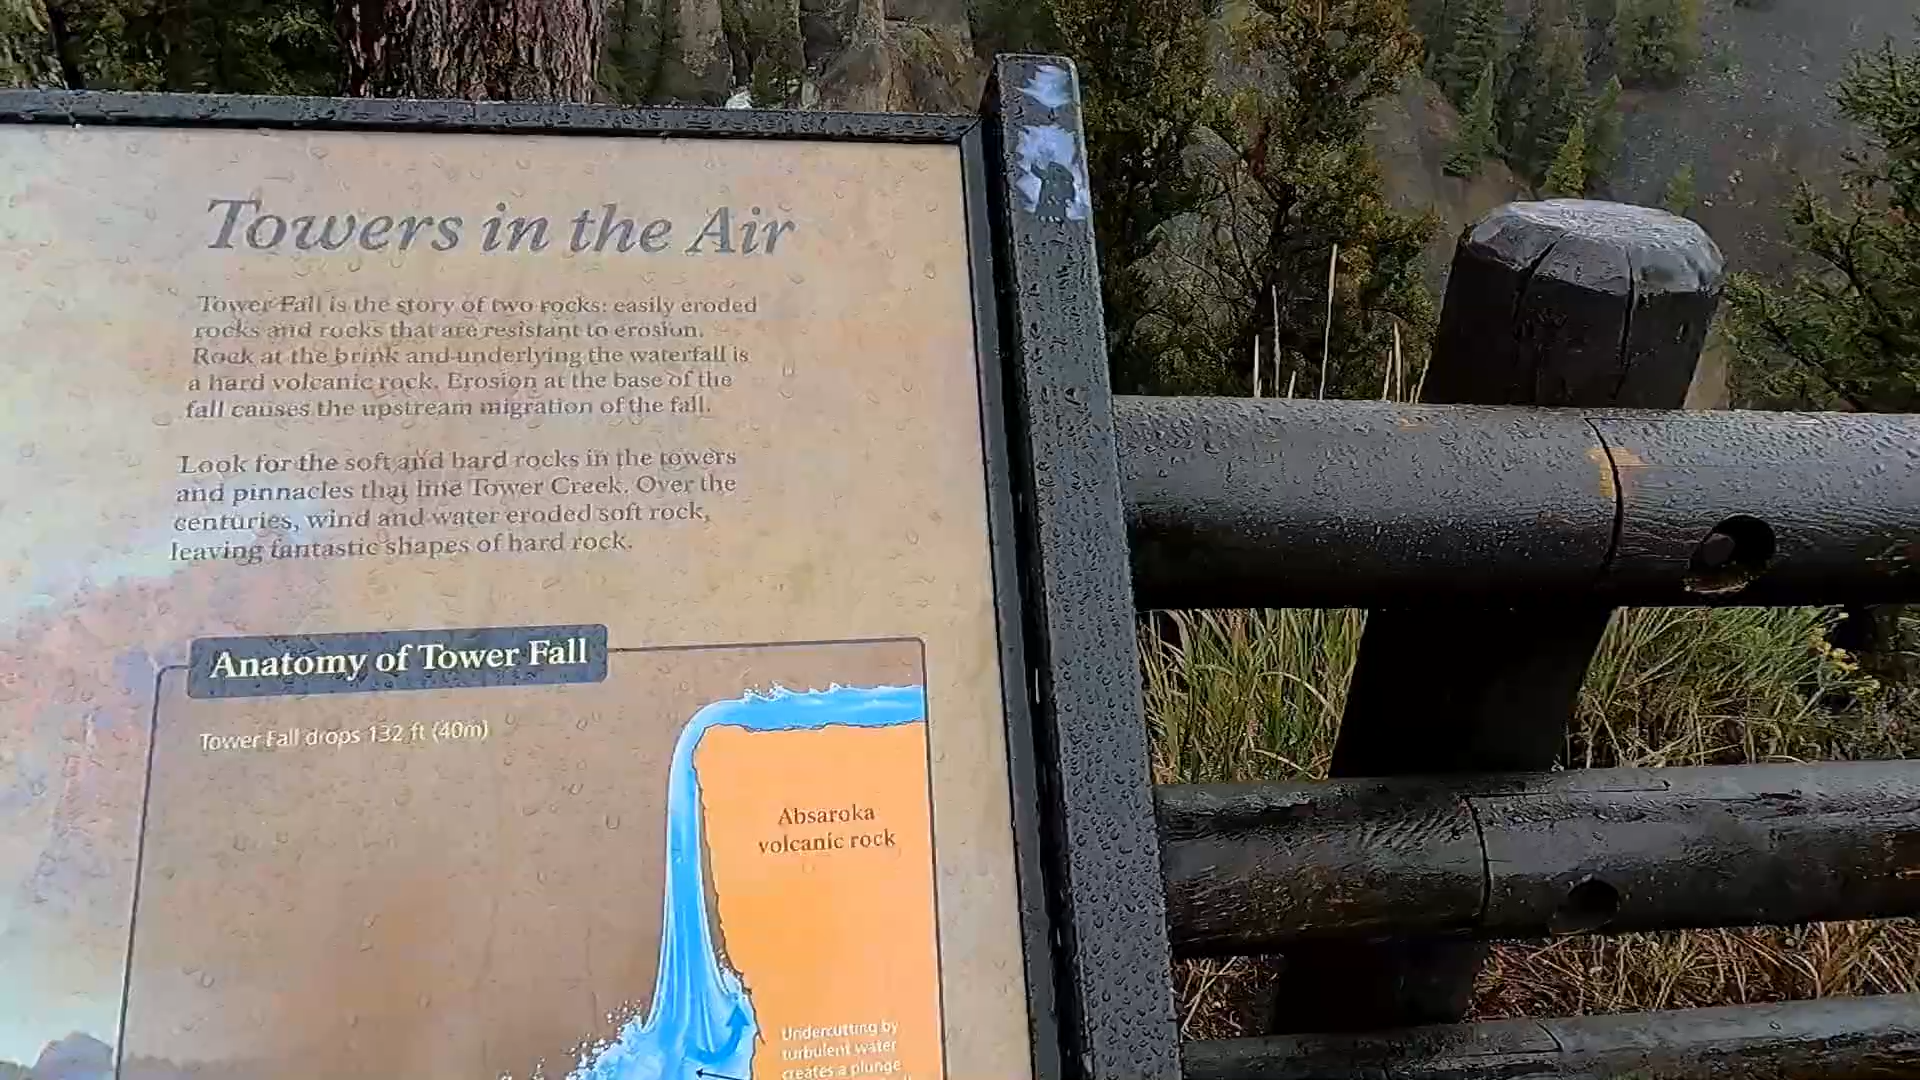 Towers in the Air
Tower Fall is the story of two rocks: easily eroded
rocks and rocks that are resistant to erosion.
Rock at the brink and underlying the waterfall is
a hard volcanic rock. Erosion at the base of the
fall causes the upstream migration of the fall.
Look for the soft and hard rocks in the towers
and pinnacles that line Tower Creek. Over the
centuries, wind and water eroded soft rock,
leaving fantastic shapes of hard rock.
Anatomy of Tower Fall
Tower Fall drops 132 ft (40m)
Absaroka
volcanic rock
Undercutting by
turbulent water
creates a plunge